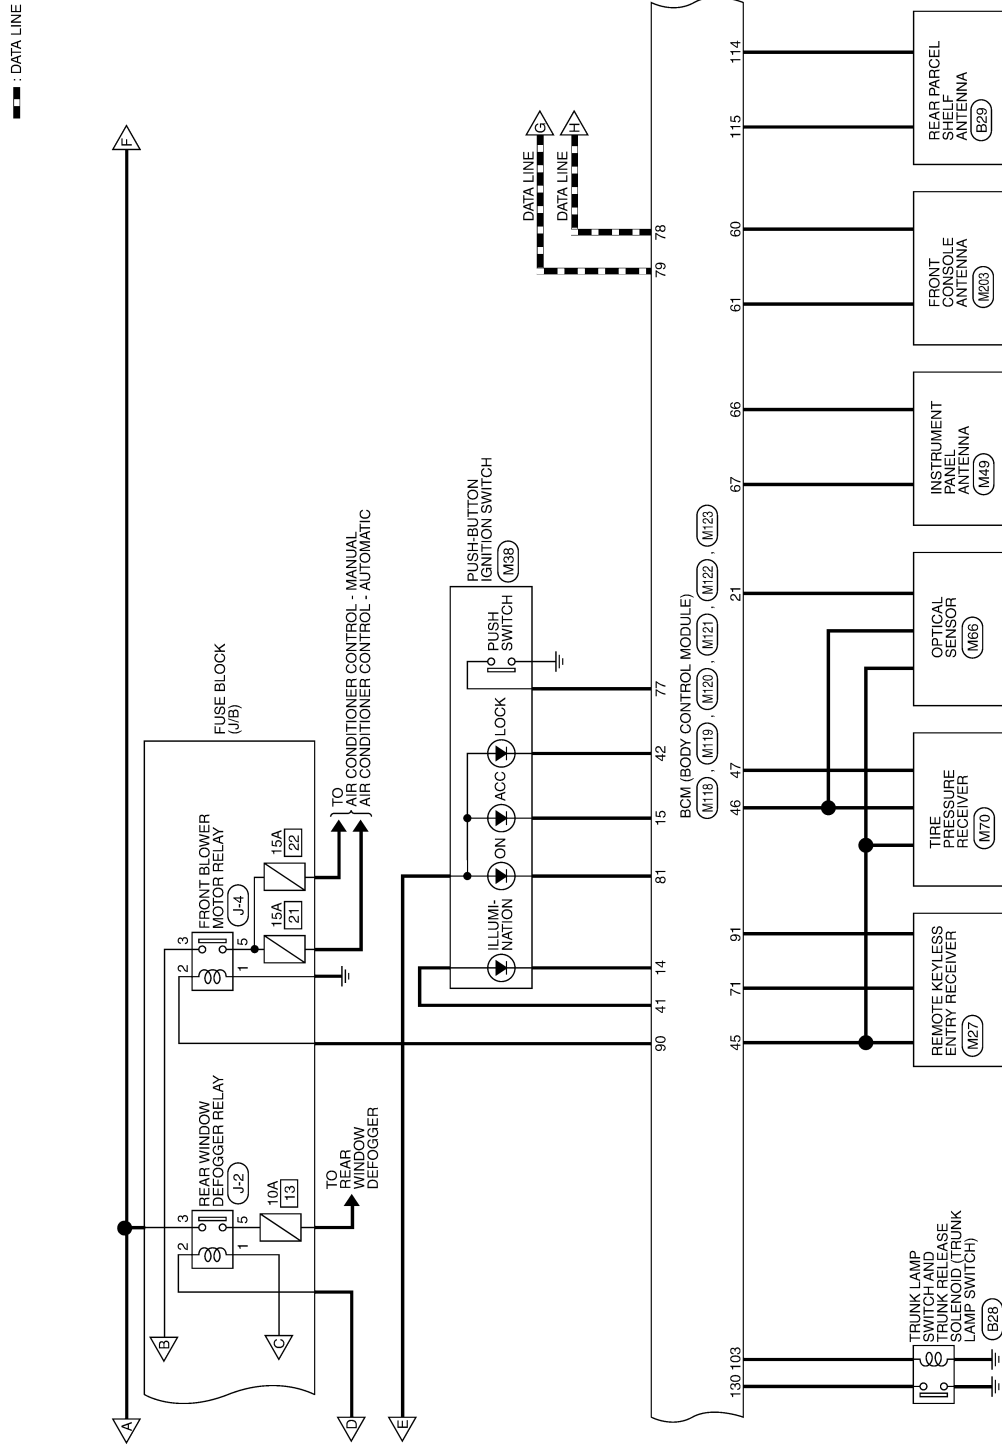 : DATA LINE
F
A
FUSE BLOCK
(J/B)
REAR WINDOW
DEFOGGER RELAY
J-2
3
2
5
1
10A
13
B
C
D
E
TO
REAR
WINDOW
DEFOGGER
FRONT BLOWER
MOTOR RELAY
J-4
3
2
5
1
15A
21
15A
22
TO
AIR CONDITIONER CONTROL - MANUAL
AIR CONDITIONER CONTROL - AUTOMATIC
PUSH-BUTTON
IGNITION SWITCH
M38
ILLUMI-
NATION
ON
ACC
LOCK
PUSH
SWITCH
DATA LINE
G
DATA LINE
H
90
41
14
81
15
42
77
79
78
BCM (BODY CONTROL MODULE)
M118 , M119 , M120 , M121 , M122 , M123
130
103
45
71
91
46
47
21
67
66
61
60
115
114
TRUNK LAMP
SWITCH AND
TRUNK RELEASE
SOLENOID (TRUNK
LAMP SWITCH)
B28
REMOTE KEYLESS
ENTRY RECEIVER
M27
TIRE
PRESSURE
RECEIVER
M70
OPTICAL
SENSOR
M66
INSTRUMENT
PANEL
ANTENNA
M49
FRONT
CONSOLE
ANTENNA
M203
REAR PARCEL
SHELF
ANTENNA
B29